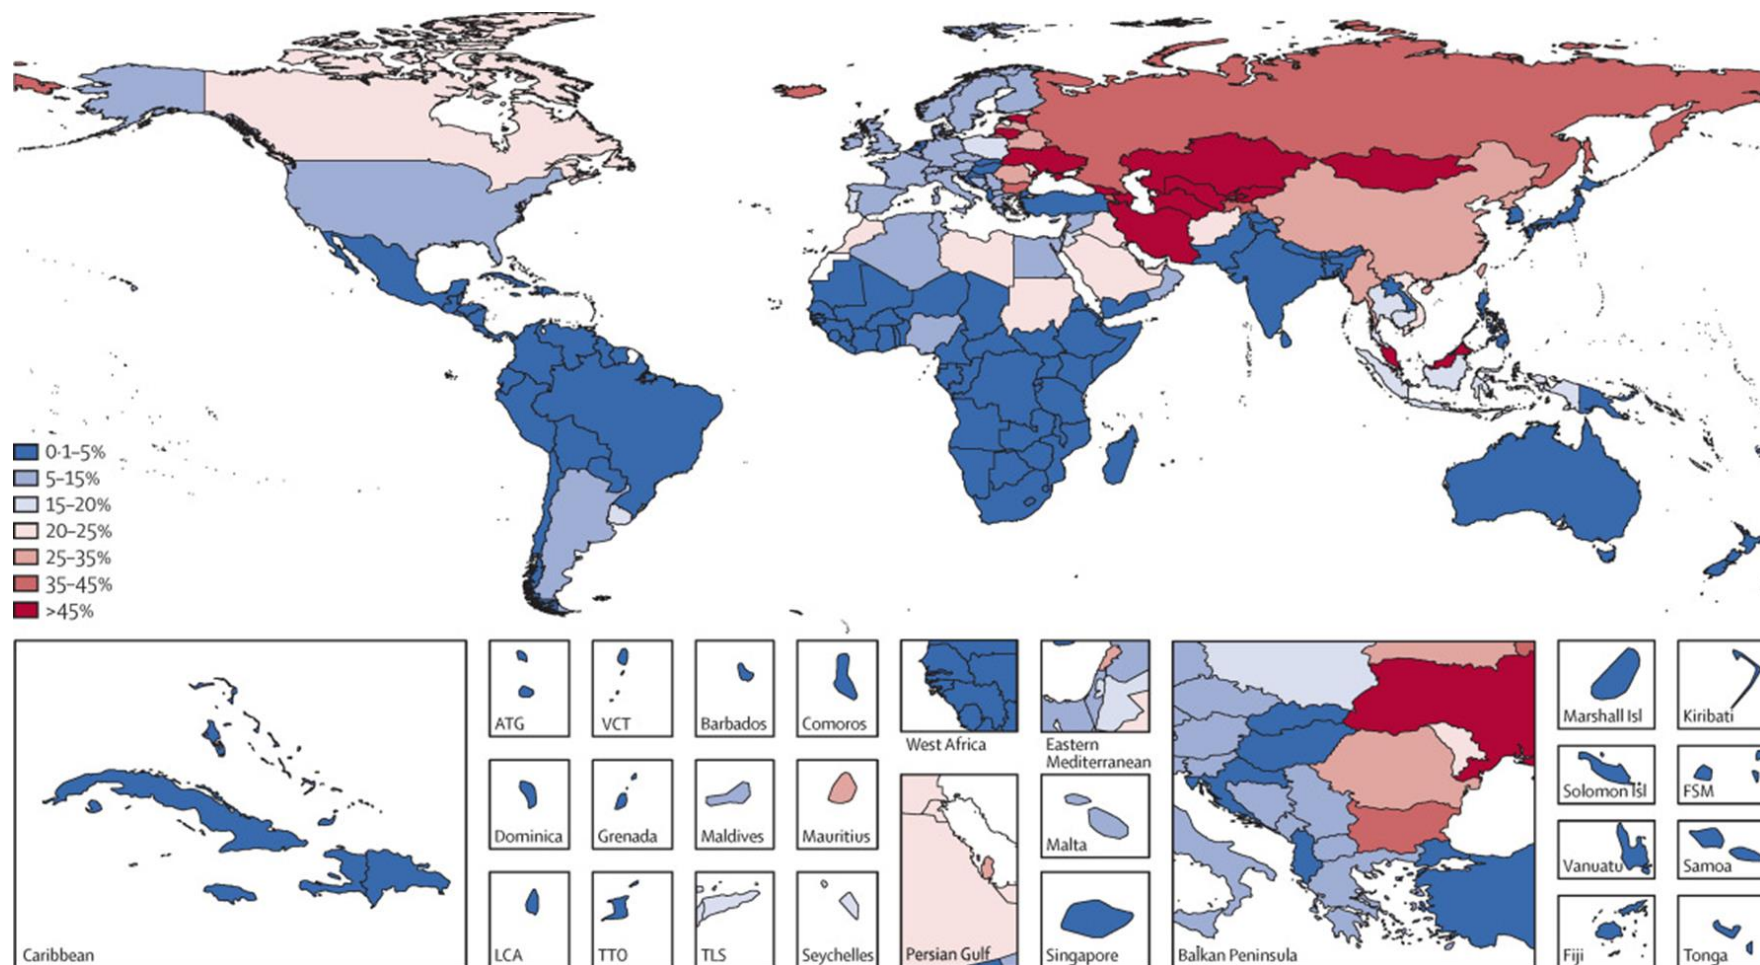 0·1–5%
5–15%
15–20%
20–25%
25–35%
35–45%
>45%
Caribbean
ATG
VCT
Barbados
Comoros
Dominica
Grenada
Maldives
Mauritius
LCA
TTO
TLS
Seychelles
West Africa
Eastern
Mediterranean
Persian Gulf
Malta
Singapore
Balkan Peninsula
Marshall Isl
Kiribati
Solomon Isl
FSM
Vanuatu
Samoa
Fiji
Tonga